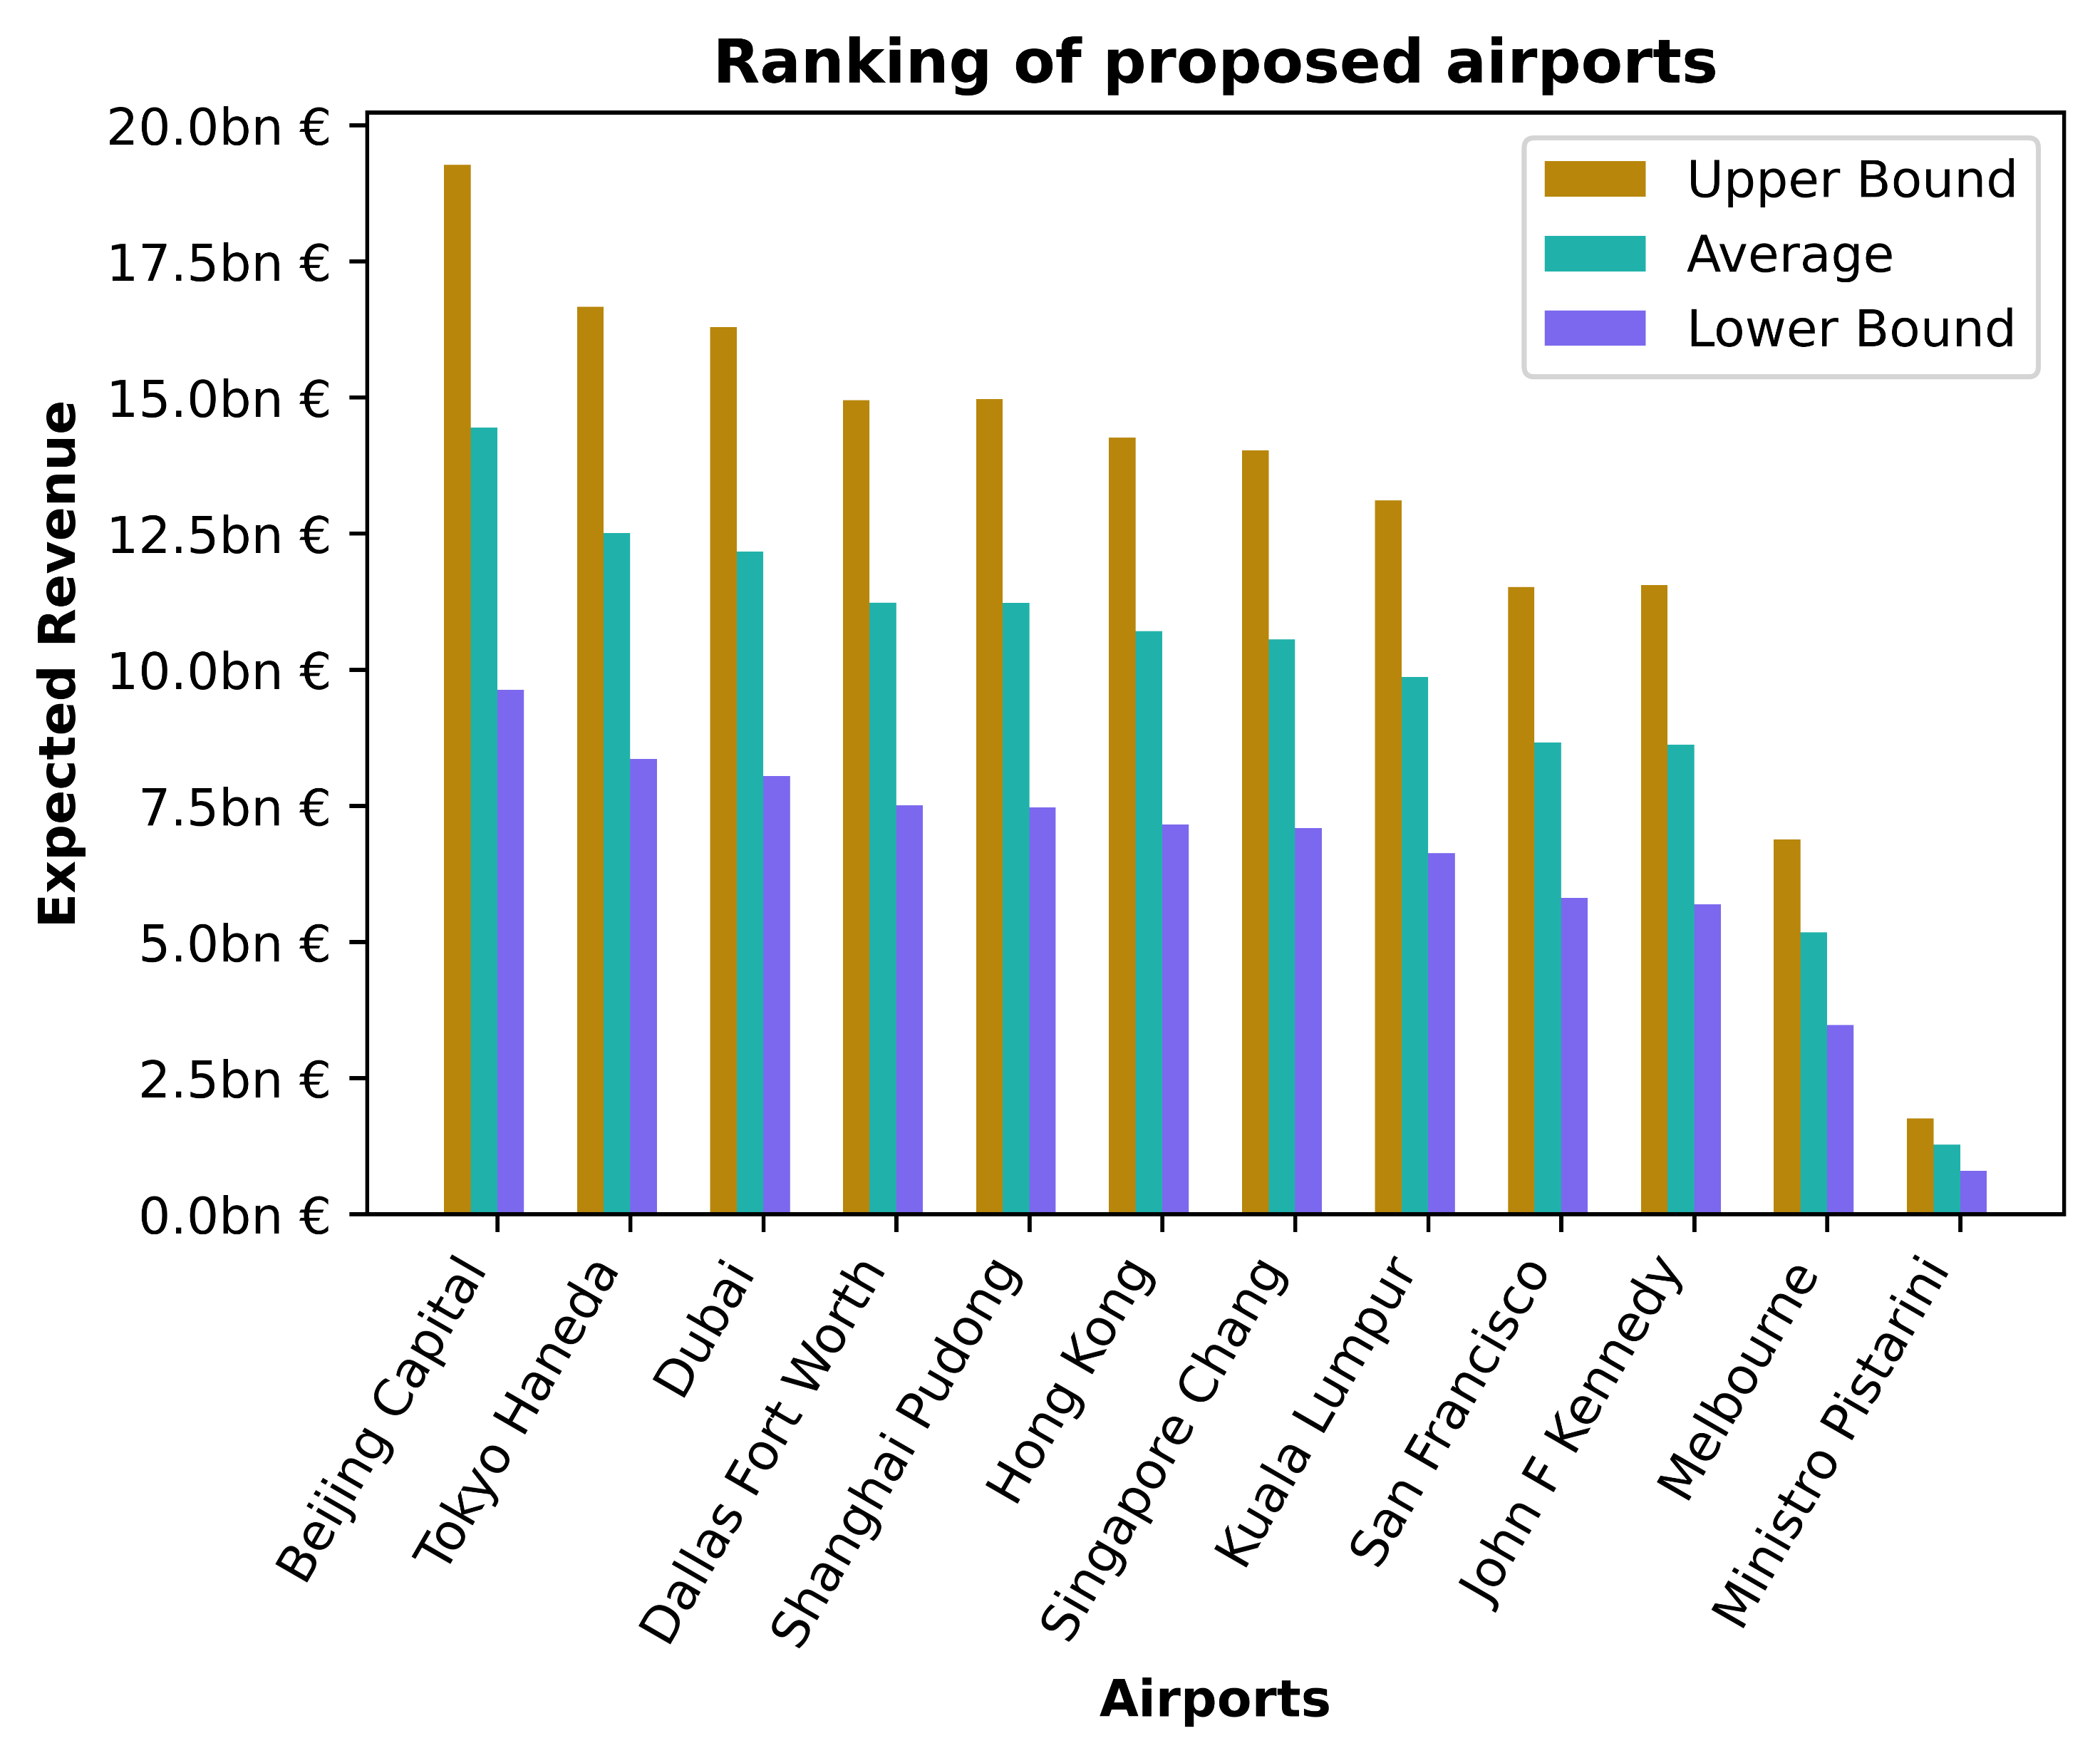 Ranking of proposed airports
20.0bn €
17.5bn €
15.0bn €
12.5bn €
10.0bn €
7.5bn €
5.0bn €
2.5bn €
0.0bn €
Expected Revenue
Upper Bound
Average
Lower Bound
Beijing Capital
Tokyo Haneda
Dubai
Dallas Fort Worth
Shanghai Pudong
Hong Kong
Singapore Chang
Kuala Lumpur
San Francisco
John F Kennedy
Melbourne
Ministro Pistarini
Airports